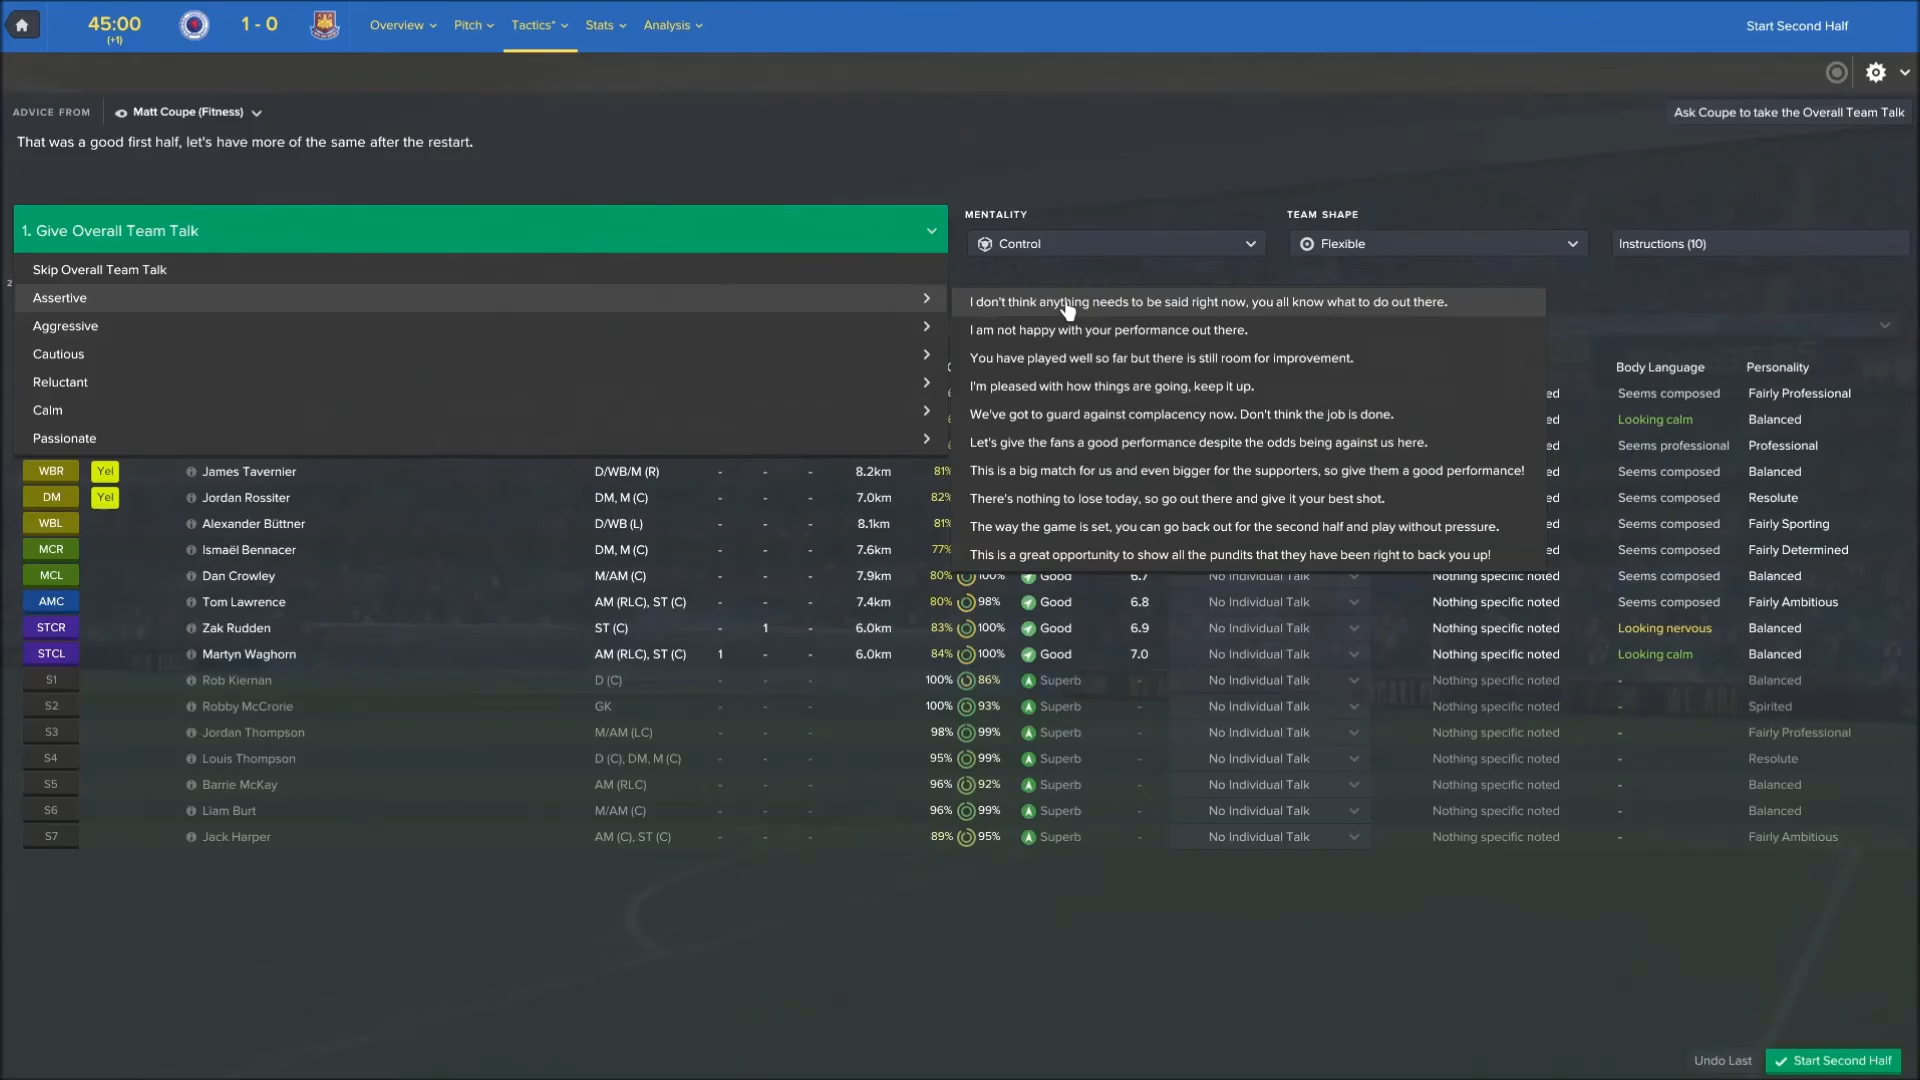 45:00 (+1) 1 - 0 Overview Pitch Tactics* Stats Analysis Start Second Half
ADVICE FROM Matt Coupe (Fitness) Ask Coupe to take the Overall Team Talk
That was a good first half, let's have more of the same after the restart.
MENTALITY TEAM SHAPE
1. Give Overall Team Talk Control Flexible Instructions (10)
Skip Overall Team Talk
2
Assertive
Aggressive
Cautious
Reluctant
Calm
Passionate
I don't think anything needs to be said right now, you all know what to do out there.
I am not happy with your performance out there.
You have played well so far but there is still room for improvement.
I'm pleased with how things are going, keep it up.
We've got to guard against complacency now. Don't think the job is done.
Let's give the fans a good performance despite the odds being against us here.
This is a big match for us and even bigger for the supporters, so give them a good performance!
There's nothing to lose today, so go out there and give it your best shot.
The way the game is set, you can go back out for the second half and play without pressure.
This is a great opportunity to show all the pundits that they have been right to back you up!
Body Language Personality
ed Seems composed Fairly Professional
ed Looking calm Balanced
ed Seems professional Professional
WBR Yel James Tavernier D/WB/M (R) - - - 8.2km 81% ed Seems composed Balanced
DM Yel Jordan Rossiter DM, M (C) - - - 7.0km 82% ed Seems composed Resolute
WBL Alexander Büttner D/WB (L) - - - 8.1km 81% ed Seems composed Fairly Sporting
MCR Ismaël Bennacer DM, M (C) - - - 7.6km 77% ed Seems composed Fairly Determined
MCL Dan Crowley M/AM (C) - - - 7.9km 80% 100% Good 6.7 No Individual Talk Nothing specific noted Seems composed Balanced
AMC Tom Lawrence AM (RLC), ST (C) - - - 7.4km 80% 98% Good 6.8 No Individual Talk Nothing specific noted Seems composed Fairly Ambitious
STCR Zak Rudden ST (C) - 1 - 6.0km 83% 100% Good 6.9 No Individual Talk Nothing specific noted Looking nervous Balanced
STCL Martyn Waghorn AM (RLC), ST (C) 1 - - 6.0km 84% 100% Good 7.0 No Individual Talk Nothing specific noted Looking calm Balanced
S1 Rob Kiernan D (C) - - - 100% 86% Superb - No Individual Talk Nothing specific noted - Balanced
S2 Robby McCrorie GK - - - 100% 93% Superb - No Individual Talk Nothing specific noted - Spirited
S3 Jordan Thompson M/AM (LC) - - - 98% 99% Superb - No Individual Talk Nothing specific noted - Fairly Professional
S4 Louis Thompson D (C), DM, M (C) - - - 95% 99% Superb - No Individual Talk Nothing specific noted - Resolute
S5 Barrie McKay AM (RLC) - - - 96% 92% Superb - No Individual Talk Nothing specific noted - Balanced
S6 Liam Burt M/AM (C) - - - 96% 99% Superb - No Individual Talk Nothing specific noted - Balanced
S7 Jack Harper AM (C), ST (C) - - - 89% 95% Superb - No Individual Talk Nothing specific noted - Fairly Ambitious
Undo Last Start Second Half